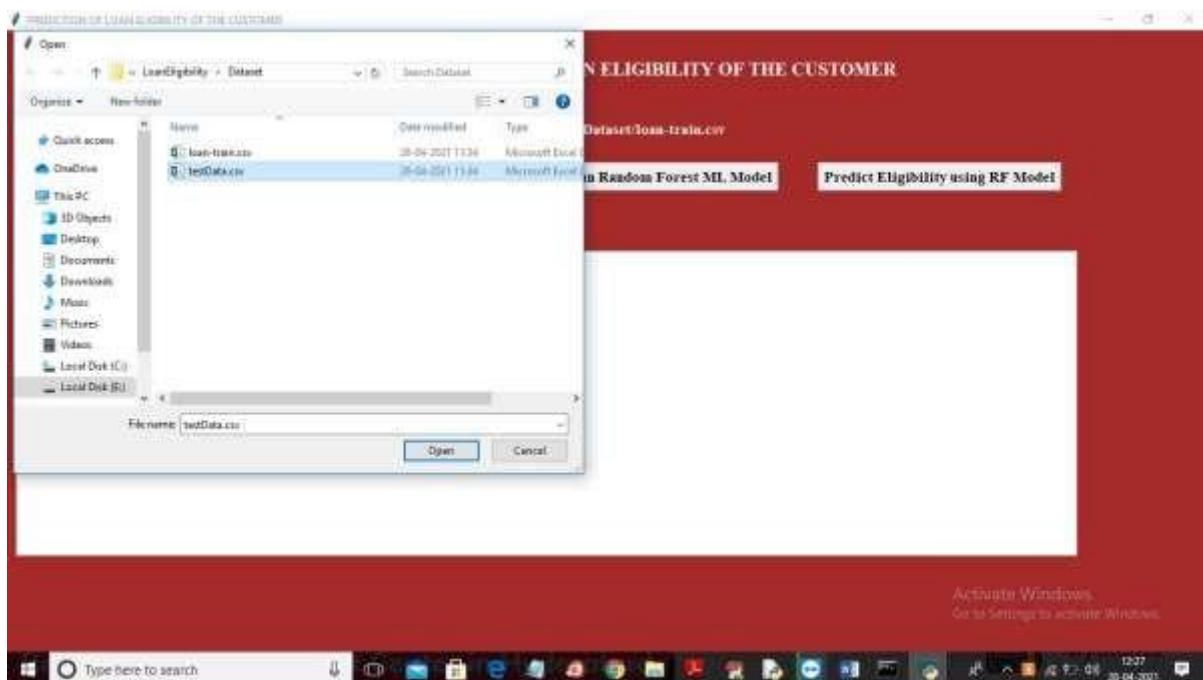 PREDICTION OF LOAN ELIGIBILITY OF THE CUSTOMER
Open
LoanEligibility › Dataset
Search Dataset
Organize
New folder
Name
Date modified
Type
Quick access
loan-train.csv
Microsoft Excel
testData.csv
Microsoft Excel
OneDrive
This PC
3D Objects
Desktop
Documents
Downloads
Music
Pictures
Videos
Local Disk (C:)
Local Disk (E:)
File name:
testData.csv
Open
Cancel
N ELIGIBILITY OF THE CUSTOMER
Dataset/loan-train.csv
n Random Forest ML Model
Predict Eligibility using RF Model
Activate Windows
Go to Settings to activate Windows.
Type here to search
12:27